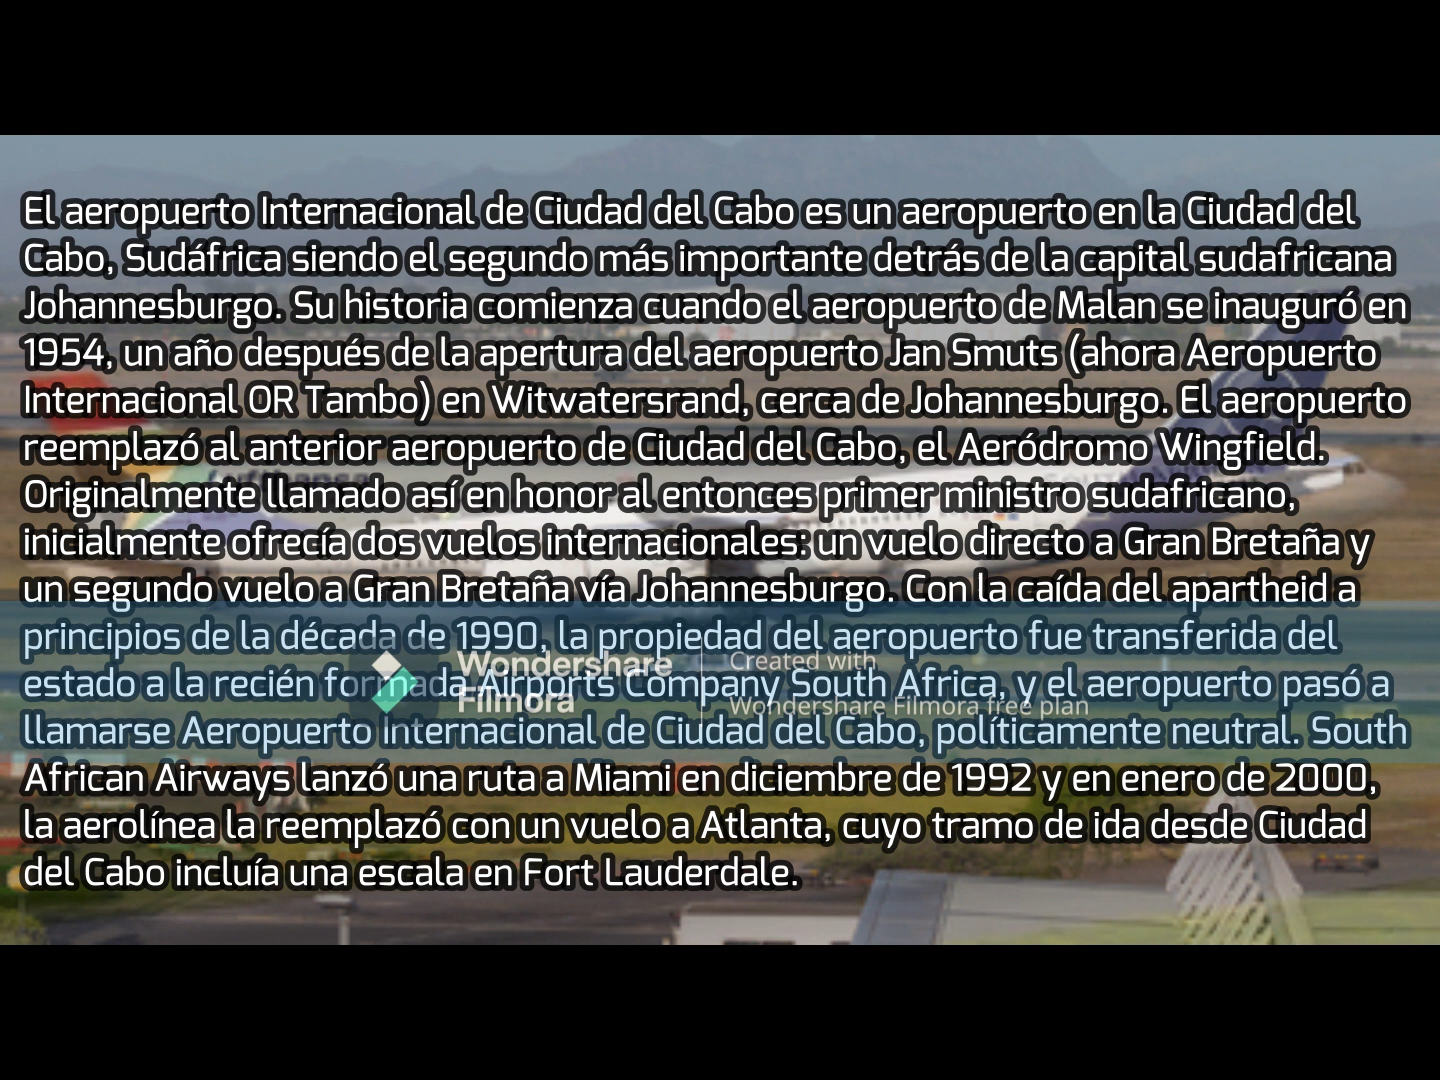 El aeropuerto Internacional de Ciudad del Cabo es un aeropuerto en la Ciudad del
Cabo, Sudáfrica siendo el segundo más importante detrás de la capital sudafricana
Johannesburgo. Su historia comienza cuando el aeropuerto de Malan se inauguró en
1954, un año después de la apertura del aeropuerto Jan Smuts (ahora Aeropuerto
Internacional OR Tambo) en Witwatersrand, cerca de Johannesburgo. El aeropuerto
reemplazó al anterior aeropuerto de Ciudad del Cabo, el Aeródromo Wingfield.
Originalmente llamado así en honor al entonces primer ministro sudafricano,
inicialmente ofrecía dos vuelos internacionales: un vuelo directo a Gran Bretaña y
un segundo vuelo a Gran Bretaña vía Johannesburgo. Con la caída del apartheid a
principios de la década de 1990, la propiedad del aeropuerto fue transferida del
estado a la recién formada Airports Company South Africa, y el aeropuerto pasó a
llamarse Aeropuerto Internacional de Ciudad del Cabo, políticamente neutral. South
African Airways lanzó una ruta a Miami en diciembre de 1992 y en enero de 2000,
la aerolínea la reemplazó con un vuelo a Atlanta, cuyo tramo de ida desde Ciudad
del Cabo incluía una escala en Fort Lauderdale.
Wondershare
Filmora
Created with
Wondershare Filmora free plan